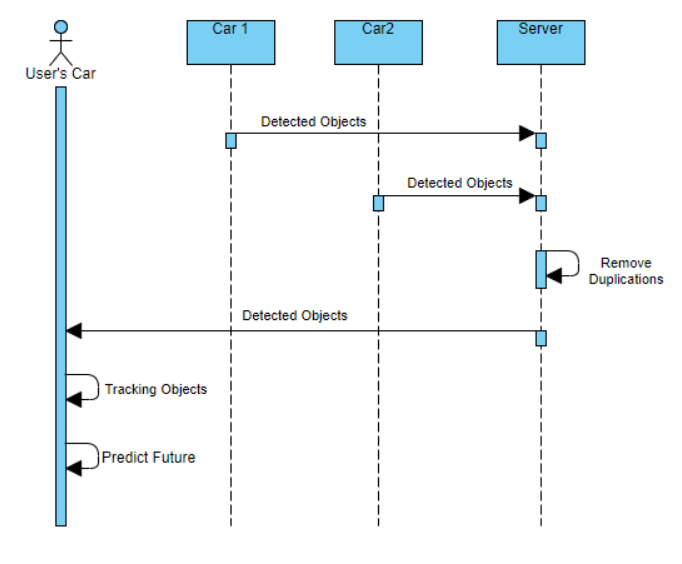 Car 1
Car2
Server
User's Car
Detected Objects
Detected Objects
Remove
Duplications
Detected Objects
Tracking Objects
Predict Future